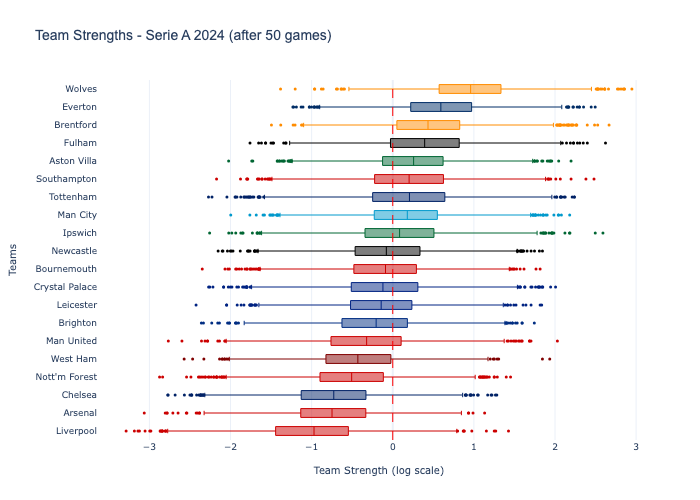 Team Strengths - Serie A 2024 (after 50 games)
Wolves
Everton
Brentford
Fulham
Aston Villa
Southampton
Tottenham
Man City
Ipswich
Newcastle
Bournemouth
Crystal Palace
Leicester
Brighton
Man United
West Ham
Nott'm Forest
Chelsea
Arsenal
Liverpool
Teams
−3 −2 −1 0 1 2 3
Team Strength (log scale)